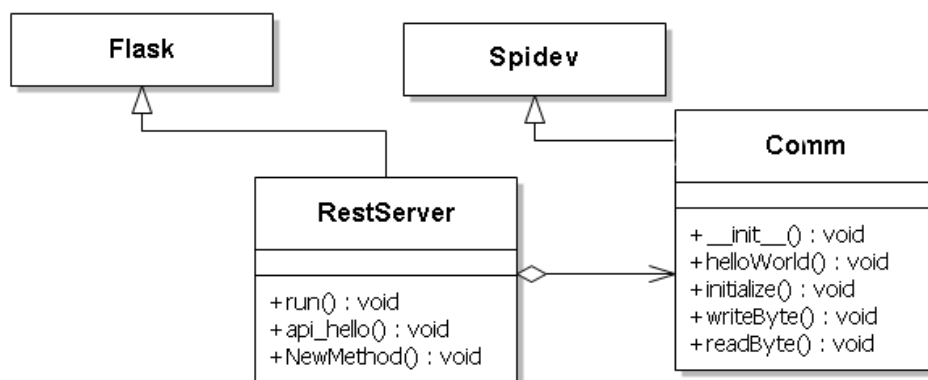 Flask
Spidev
Comm
+__init__() : void
+helloWorld() : void
+initialize() : void
+writeByte() : void
+readByte() : void
RestServer
+run() : void
+api_hello() : void
+NewMethod() : void